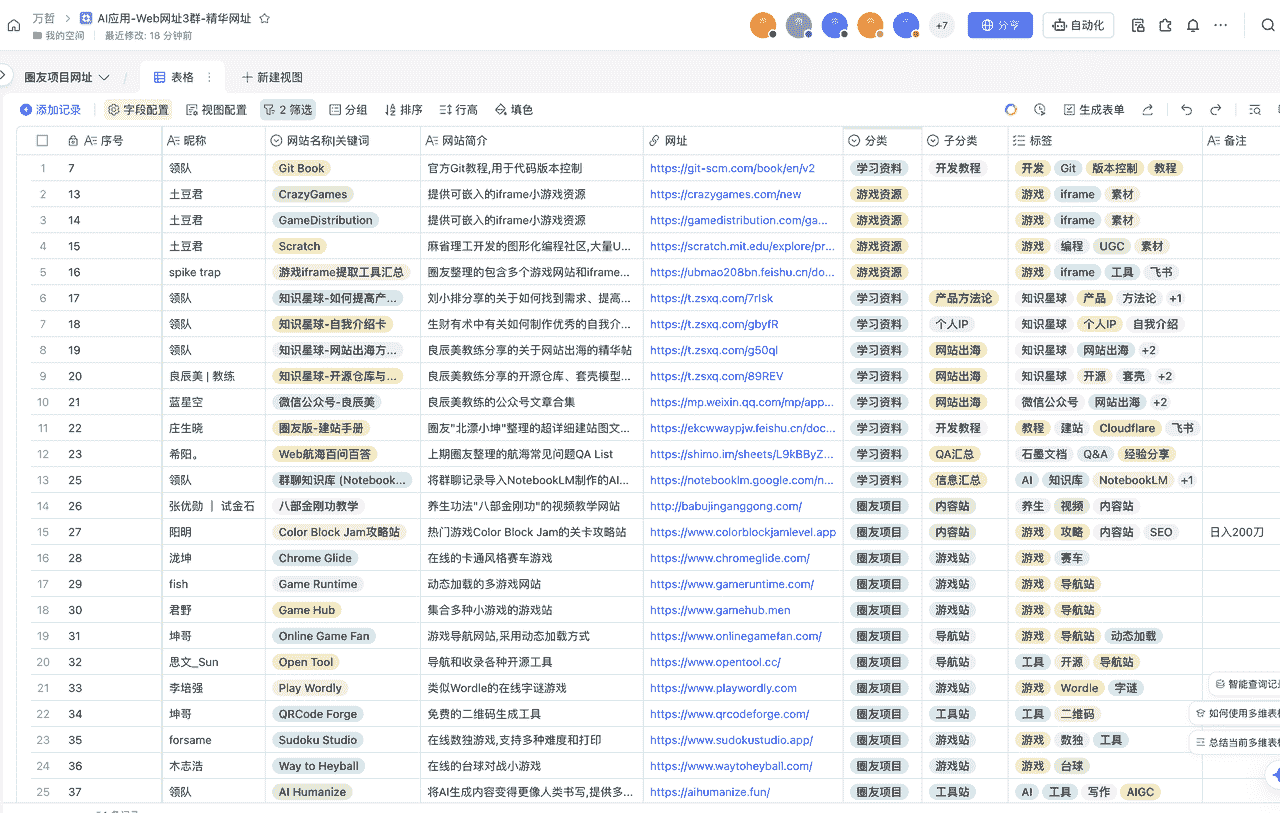 万哲 > AI应用-Web网址3群-精华网址
我的空间 | 最近修改: 18 分钟前
+7 分享 自动化
圈友项目网址 / 表格 新建视图
添加记录 字段配置 视图配置 2 筛选 分组 排序 行高 填色 生成表单
序号 昵称 网站名称|关键词 网站简介 网址 分类 子分类 标签 备注
1 7 领队 Git Book 官方Git教程,用于代码版本控制 https://git-scm.com/book/en/v2 学习资料 开发教程 开发 Git 版本控制 教程
2 13 土豆君 CrazyGames 提供可嵌入的iframe小游戏资源 https://crazygames.com/new 游戏资源 游戏 iframe 素材
3 14 土豆君 GameDistribution 提供可嵌入的iframe小游戏资源 https://gamedistribution.com/ga... 游戏资源 游戏 iframe 素材
4 15 土豆君 Scratch 麻省理工开发的图形化编程社区,大量U... https://scratch.mit.edu/explore/pr... 游戏资源 游戏 编程 UGC 素材
5 16 spike trap 游戏iframe提取工具汇总 圈友整理的包含多个游戏网站和iframe... https://ubmao208bn.feishu.cn/do... 游戏资源 游戏 iframe 工具 飞书
6 17 领队 知识星球-如何提高产... 刘小排分享的关于如何找到需求、提高... https://t.zsxq.com/7rIsk 学习资料 产品方法论 知识星球 产品 方法论 +1
7 18 领队 知识星球-自我介绍卡 生财有术中有关如何制作优秀的自我介... https://t.zsxq.com/gbyfR 学习资料 个人IP 知识星球 个人IP 自我介绍
8 19 领队 知识星球-网站出海方... 良辰美教练分享的关于网站出海的精华帖 https://t.zsxq.com/g50ql 学习资料 网站出海 知识星球 网站出海 +2
9 20 良辰美 | 教练 知识星球-开源仓库与... 良辰美教练分享的开源仓库、套壳模型... https://t.zsxq.com/89REV 学习资料 网站出海 知识星球 开源 套壳 +2
10 21 蓝星空 微信公众号-良辰美 良辰美教练的公众号文章合集 https://mp.weixin.qq.com/mp/app... 学习资料 网站出海 微信公众号 网站出海 +2
11 22 庄生晓 圈友版-建站手册 圈友"北漂小坤"整理的超详细建站图文... https://ekcwwaypjw.feishu.cn/doc... 学习资料 开发教程 教程 建站 Cloudflare 飞书
12 23 希阳。 Web航海百问百答 上期圈友整理的航海常见问题QA List https://shimo.im/sheets/L9kBByZ... 学习资料 QA汇总 石墨文档 Q&A 经验分享
13 25 领队 群聊知识库 (Notebook... 将群聊记录导入NotebookLM制作的AI... https://notebooklm.google.com/n... 学习资料 信息汇总 AI 知识库 NotebookLM +1
14 26 张优勋 | 试金石 八部金刚功教学 养生功法"八部金刚功"的视频教学网站 http://babujinganggong.com/ 圈友项目 内容站 养生 视频 内容站
15 27 阳明 Color Block Jam攻略站 热门游戏Color Block Jam的关卡攻略站 https://www.colorblockjamlevel.app 圈友项目 内容站 游戏 攻略 内容站 SEO 日入200刀
16 28 泷坤 Chrome Glide 在线的卡通风格赛车游戏 https://www.chromeglide.com/ 圈友项目 游戏站 游戏 赛车
17 29 fish Game Runtime 动态加载的多游戏网站 https://www.gameruntime.com/ 圈友项目 游戏站 游戏 导航站
18 30 君野 Game Hub 集合多种小游戏的游戏站 https://www.gamehub.men 圈友项目 游戏站 游戏 导航站
19 31 坤哥 Online Game Fan 游戏导航网站,采用动态加载方式 https://www.onlinegamefan.com/ 圈友项目 导航站 游戏 导航站 动态加载
20 32 思文_Sun Open Tool 导航和收录各种开源工具 https://www.opentool.cc/ 圈友项目 导航站 工具 开源 导航站
21 33 李培强 Play Wordly 类似Wordle的在线字谜游戏 https://www.playwordly.com 圈友项目 游戏站 游戏 Wordle 字谜
智能查询记录
22 34 坤哥 QRCode Forge 免费的二维码生成工具 https://www.qrcodeforge.com/ 圈友项目 工具站 工具 二维码
如何使用多维表格
23 35 forsame Sudoku Studio 在线数独游戏,支持多种难度和打印 https://www.sudokustudio.app/ 圈友项目 游戏站 游戏 数独 工具
总结当前多维表格
24 36 木志浩 Way to Heyball 在线的台球对战小游戏 https://www.waytoheyball.com/ 圈友项目 游戏站 游戏 台球
25 37 领队 AI Humanize 将AI生成内容变得更像人类书写,提供多... https://aihumanize.fun/ 圈友项目 工具站 AI 工具 写作 AIGC